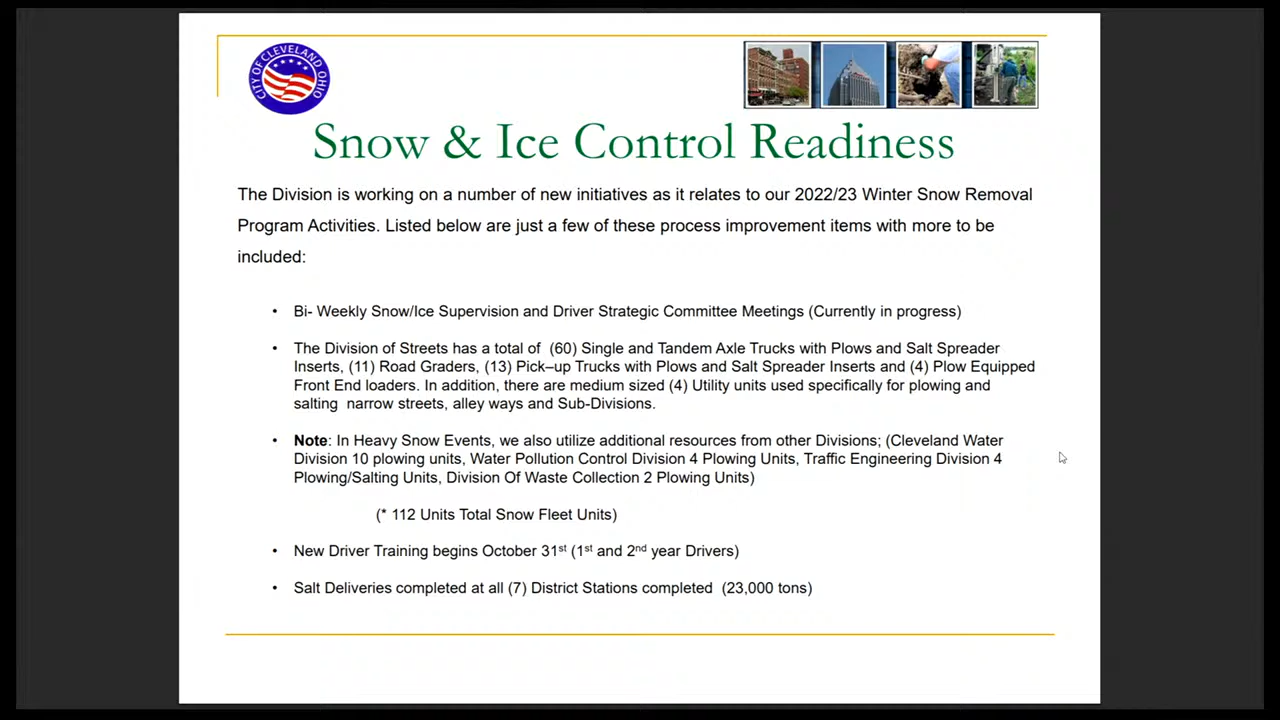 CITY OF CLEVELAND OHIO
Snow & Ice Control Readiness
The Division is working on a number of new initiatives as it relates to our 2022/23 Winter Snow Removal
Program Activities. Listed below are just a few of these process improvement items with more to be
included:
• Bi- Weekly Snow/Ice Supervision and Driver Strategic Committee Meetings (Currently in progress)
• The Division of Streets has a total of (60) Single and Tandem Axle Trucks with Plows and Salt Spreader
Inserts, (11) Road Graders, (13) Pick–up Trucks with Plows and Salt Spreader Inserts and (4) Plow Equipped
Front End loaders. In addition, there are medium sized (4) Utility units used specifically for plowing and
salting narrow streets, alley ways and Sub-Divisions.
• Note: In Heavy Snow Events, we also utilize additional resources from other Divisions; (Cleveland Water
Division 10 plowing units, Water Pollution Control Division 4 Plowing Units, Traffic Engineering Division 4
Plowing/Salting Units, Division Of Waste Collection 2 Plowing Units)
(* 112 Units Total Snow Fleet Units)
• New Driver Training begins October 31st (1st and 2nd year Drivers)
• Salt Deliveries completed at all (7) District Stations completed (23,000 tons)